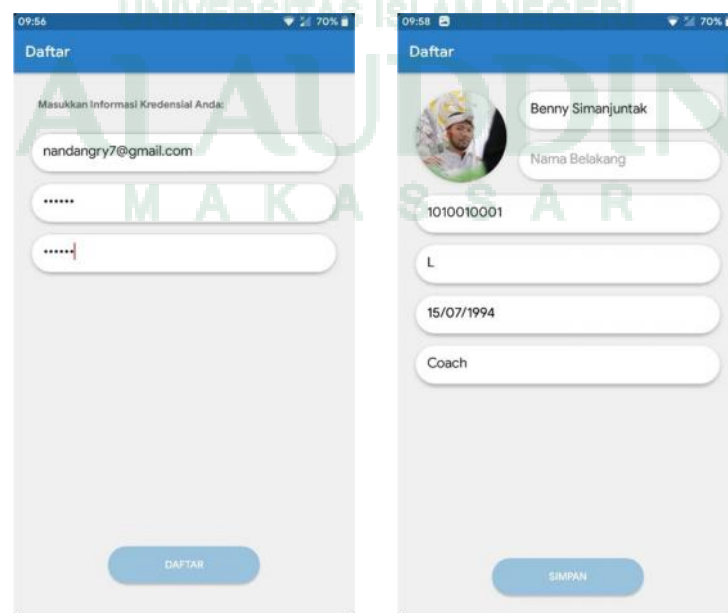 UNIVERSITAS ISLAM NEGERI
ALAUDDIN
MAKASSAR
09:56
70%
Daftar
Masukkan Informasi Kredensial Anda:
nandangry7@gmail.com
••••••
••••••
DAFTAR
09:58
70%
Daftar
Benny Simanjuntak
Nama Belakang
1010010001
L
15/07/1994
Coach
SIMPAN